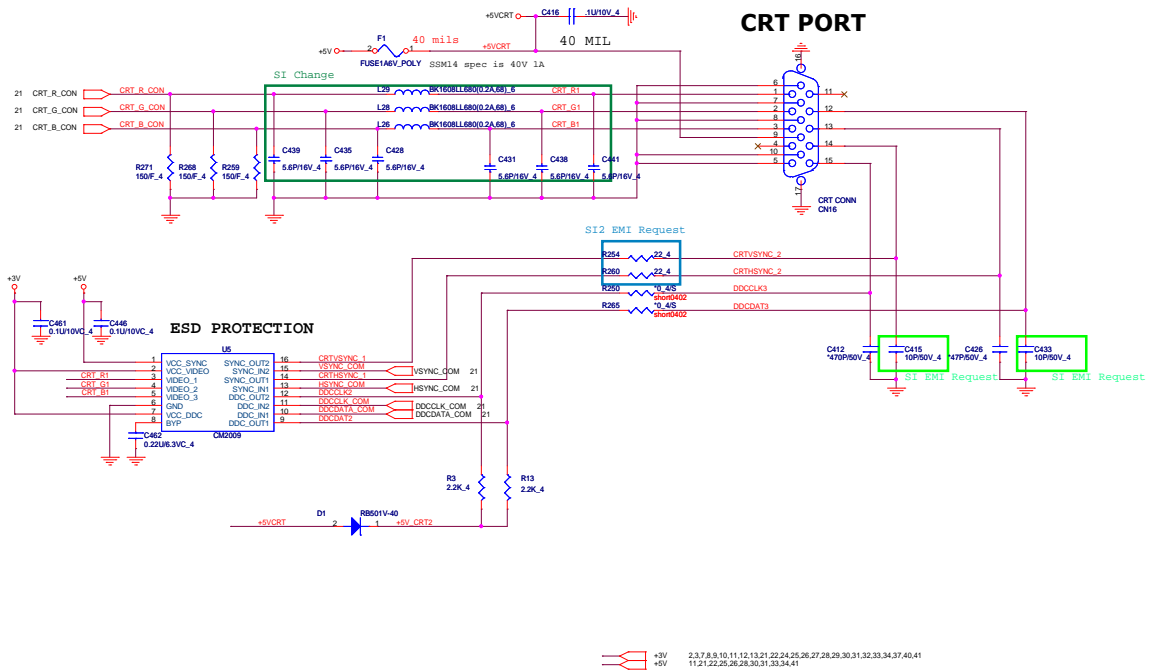 CRT PORT
+5VCRT
C416
.1U/10V_4
+5V
F1
2
1
FUSE1A6V_POLY
40 mils
+5VCRT
40 MIL
SSM14 spec is 40V 1A
SI Change
21 CRT_R_CON
CRT_R_CON
L29
BK1608LL680(0.2A,68)_6
CRT_R1
21 CRT_G_CON
CRT_G_CON
L28
BK1608LL680(0.2A,68)_6
CRT_G1
21 CRT_B_CON
CRT_B_CON
L26
BK1608LL680(0.2A,68)_6
CRT_B1
R271
150/F_4
R268
150/F_4
R259
150/F_4
C439
5.6P/16V_4
C435
5.6P/16V_4
C428
5.6P/16V_4
C431
5.6P/16V_4
C438
5.6P/16V_4
C441
5.6P/16V_4
16
6
1
7
2
8
3
9
4
10
5
11
12
13
14
15
17
CRT CONN
CN16
SI2 EMI Request
R254
22_4
CRTVSYNC_2
R260
22_4
CRTHSYNC_2
R250
*0_4/S
short0402
DDCCLK3
R265
*0_4/S
short0402
DDCDAT3
C412
*470P/50V_4
C415
10P/50V_4
C426
*47P/50V_4
C433
10P/50V_4
SI EMI Request
SI EMI Request
+3V
+5V
C461
0.1U/10VC_4
C446
0.1U/10VC_4
ESD PROTECTION
U5
1 VCC_SYNC SYNC_OUT2 16 CRTVSYNC_1
2 VCC_VIDEO SYNC_IN2 15 VSYNC_COM
VSYNC_COM 21
CRT_R1 3 VIDEO_1 SYNC_OUT1 14 CRTHSYNC_1
CRT_G1 4 VIDEO_2 SYNC_IN1 13 HSYNC_COM
HSYNC_COM 21
CRT_B1 5 VIDEO_3 DDC_OUT2 12 DDCCLK2
6 GND DDC_IN2 11 DDCCLK_COM
DDCCLK_COM 21
7 VCC_DDC DDC_IN1 10 DDCDATA_COM
DDCDATA_COM 21
8 BYP DDC_OUT1 9 DDCDAT2
CM2009
C462
0.22U/6.3VC_4
R3
2.2K_4
R13
2.2K_4
+5VCRT
D1
2
RB501V-40
1
+5V_CRT2
+3V 2,3,7,8,9,10,11,12,13,21,22,24,25,26,27,28,29,30,31,32,33,34,37,40,41
+5V 11,21,22,25,26,28,30,31,33,34,41